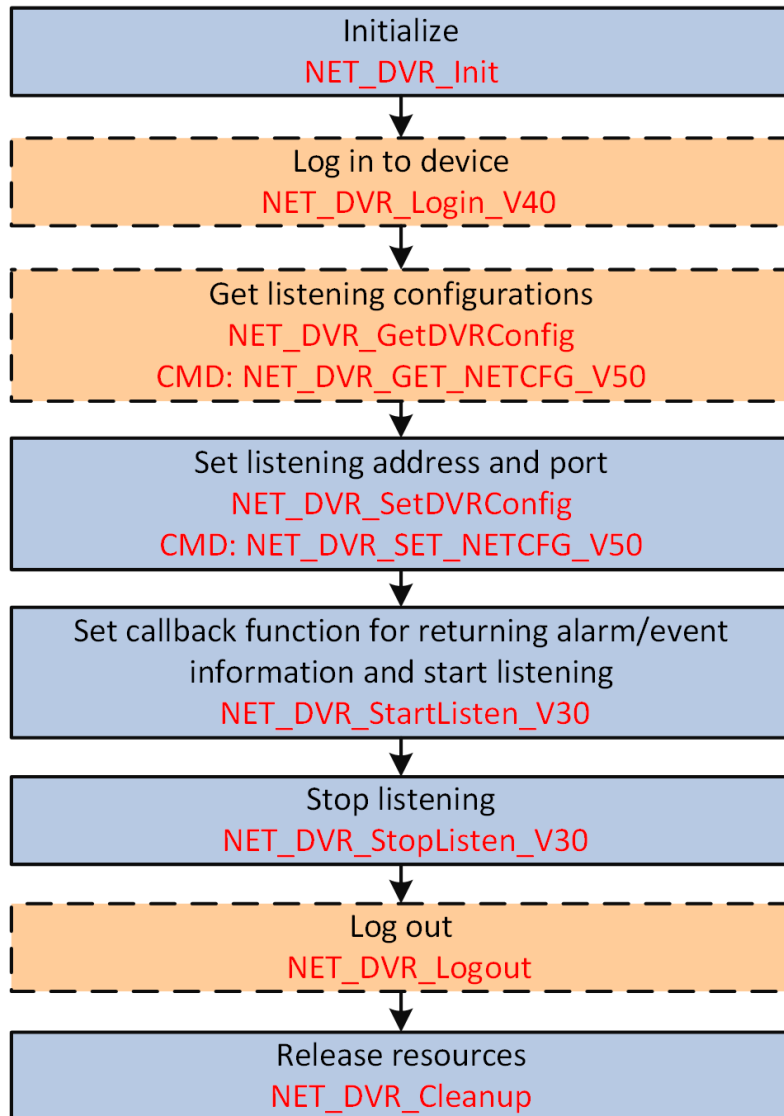 Initialize
NET_DVR_Init
Log in to device
NET_DVR_Login_V40
Get listening configurations
NET_DVR_GetDVRConfig
CMD: NET_DVR_GET_NETCFG_V50
Set listening address and port
NET_DVR_SetDVRConfig
CMD: NET_DVR_SET_NETCFG_V50
Set callback function for returning alarm/event
information and start listening
NET_DVR_StartListen_V30
Stop listening
NET_DVR_StopListen_V30
Log out
NET_DVR_Logout
Release resources
NET_DVR_Cleanup